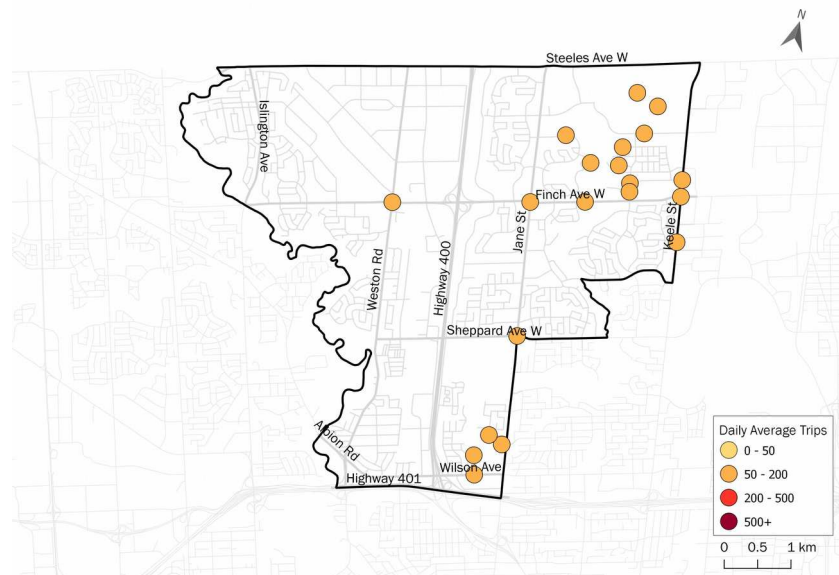 N
Steeles Ave W
Islington Ave
Finch Ave W
Keele St
Jane St
Highway 400
Weston Rd
Sheppard Ave W
Albion Rd
Wilson Ave
Highway 401
Daily Average Trips
0 - 50
50 - 200
200 - 500
500+
0 0.5 1 km